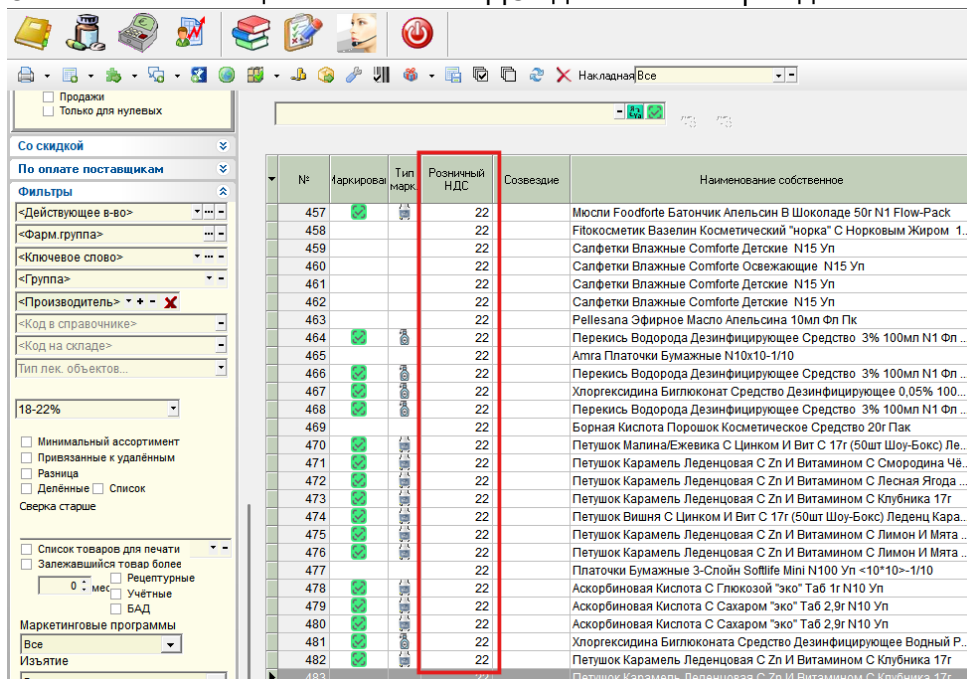 Накладная Все
Продажи
Только для нулевых
Со скидкой
По оплате поставщикам
Фильтры
<Действующее в-во>
<Фарм.группа>
<Ключевое слово>
<Группа>
<Производитель>
<Код в справочнике>
<Код на складе>
Тип лек. объектов...
18-22%
Минимальный ассортимент
Привязанные к удалённым
Разница
Делённые Список
Сверка старше
Список товаров для печати
Залежавшийся товар более
0 мес
Рецептурные
Учётные
БАД
Маркетинговые программы
Все
Изъятие
№ Маркирова Тип марк. Розничный НДС Созвездие Наименование собственное
457 22 Мюсли Foodforte Батончик Апельсин В Шоколаде 50г N1 Flow-Pack
458 22 Fitокосметик Вазелин Косметический "норка" С Норковым Жиром 1...
459 22 Салфетки Влажные Comforte Детские N15 Уп
460 22 Салфетки Влажные Comforte Освежающие N15 Уп
461 22 Салфетки Влажные Comforte Детские N15 Уп
462 22 Салфетки Влажные Comforte Детские N15 Уп
463 22 Pellesana Эфирное Масло Апельсина 10мл Фл Пк
464 22 Перекись Водорода Дезинфицирующее Средство 3% 100мл N1 Фл ...
465 22 Amra Платочки Бумажные N10x10-1/10
466 22 Перекись Водорода Дезинфицирующее Средство 3% 100мл N1 Фл ...
467 22 Хлоргексидина Биглюконат Средство Дезинфицирующее 0,05% 100...
468 22 Перекись Водорода Дезинфицирующее Средство 3% 100мл N1 Фл ...
469 22 Борная Кислота Порошок Косметическое Средство 20г Пак
470 22 Петушок Малина/Ежевика С Цинком И Вит С 17г (50шт Шоу-Бокс) Ле...
471 22 Петушок Карамель Леденцовая С Zn И Витамином С Смородина Чё...
472 22 Петушок Карамель Леденцовая С Zn И Витамином С Лесная Ягода ...
473 22 Петушок Карамель Леденцовая С Zn И Витамином С Клубника 17г
474 22 Петушок Вишня С Цинком И Вит С 17г (50шт Шоу-Бокс) Леденц Кара...
475 22 Петушок Карамель Леденцовая С Zn И Витамином С Лимон И Мята ...
476 22 Петушок Карамель Леденцовая С Zn И Витамином С Лимон И Мята ...
477 22 Платочки Бумажные 3-Слойн Softlife Mini N100 Уп <10*10>-1/10
478 22 Аскорбиновая Кислота С Глюкозой "эко" Таб 1г N10 Уп
479 22 Аскорбиновая Кислота С Сахаром "эко" Таб 2,9г N10 Уп
480 22 Аскорбиновая Кислота С Сахаром "эко" Таб 2,9г N10 Уп
481 22 Хлоргексидина Биглюконата Средство Дезинфицирующее Водный Р...
482 22 Петушок Карамель Леденцовая С Zn И Витамином С Клубника 17г
483 22 Петушок Карамель Леденцовая С Zn И Витамином С Клубника 17г